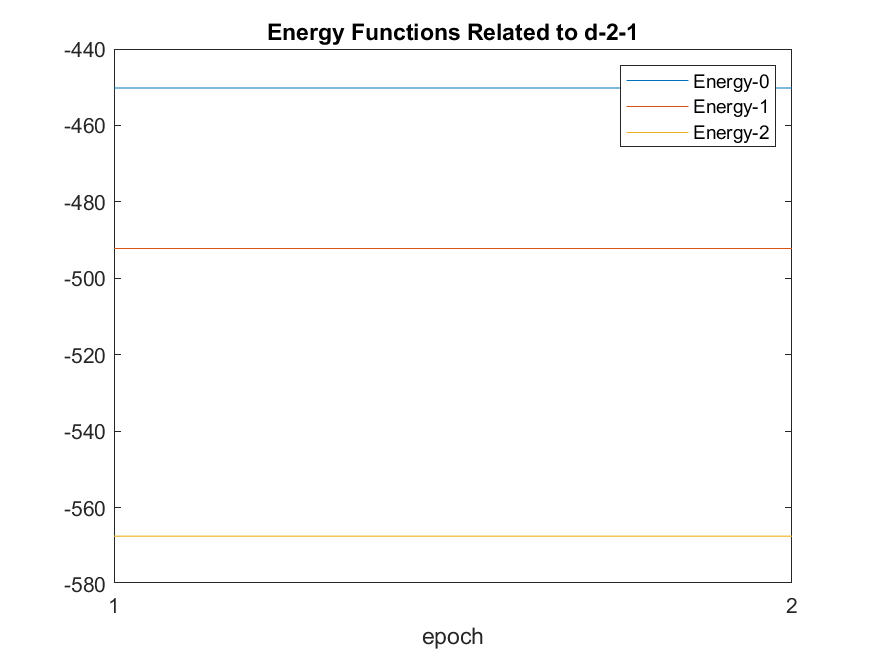 Energy Functions Related to d-2-1
-440
-460
-480
-500
-520
-540
-560
-580
Energy-0
Energy-1
Energy-2
1
2
epoch